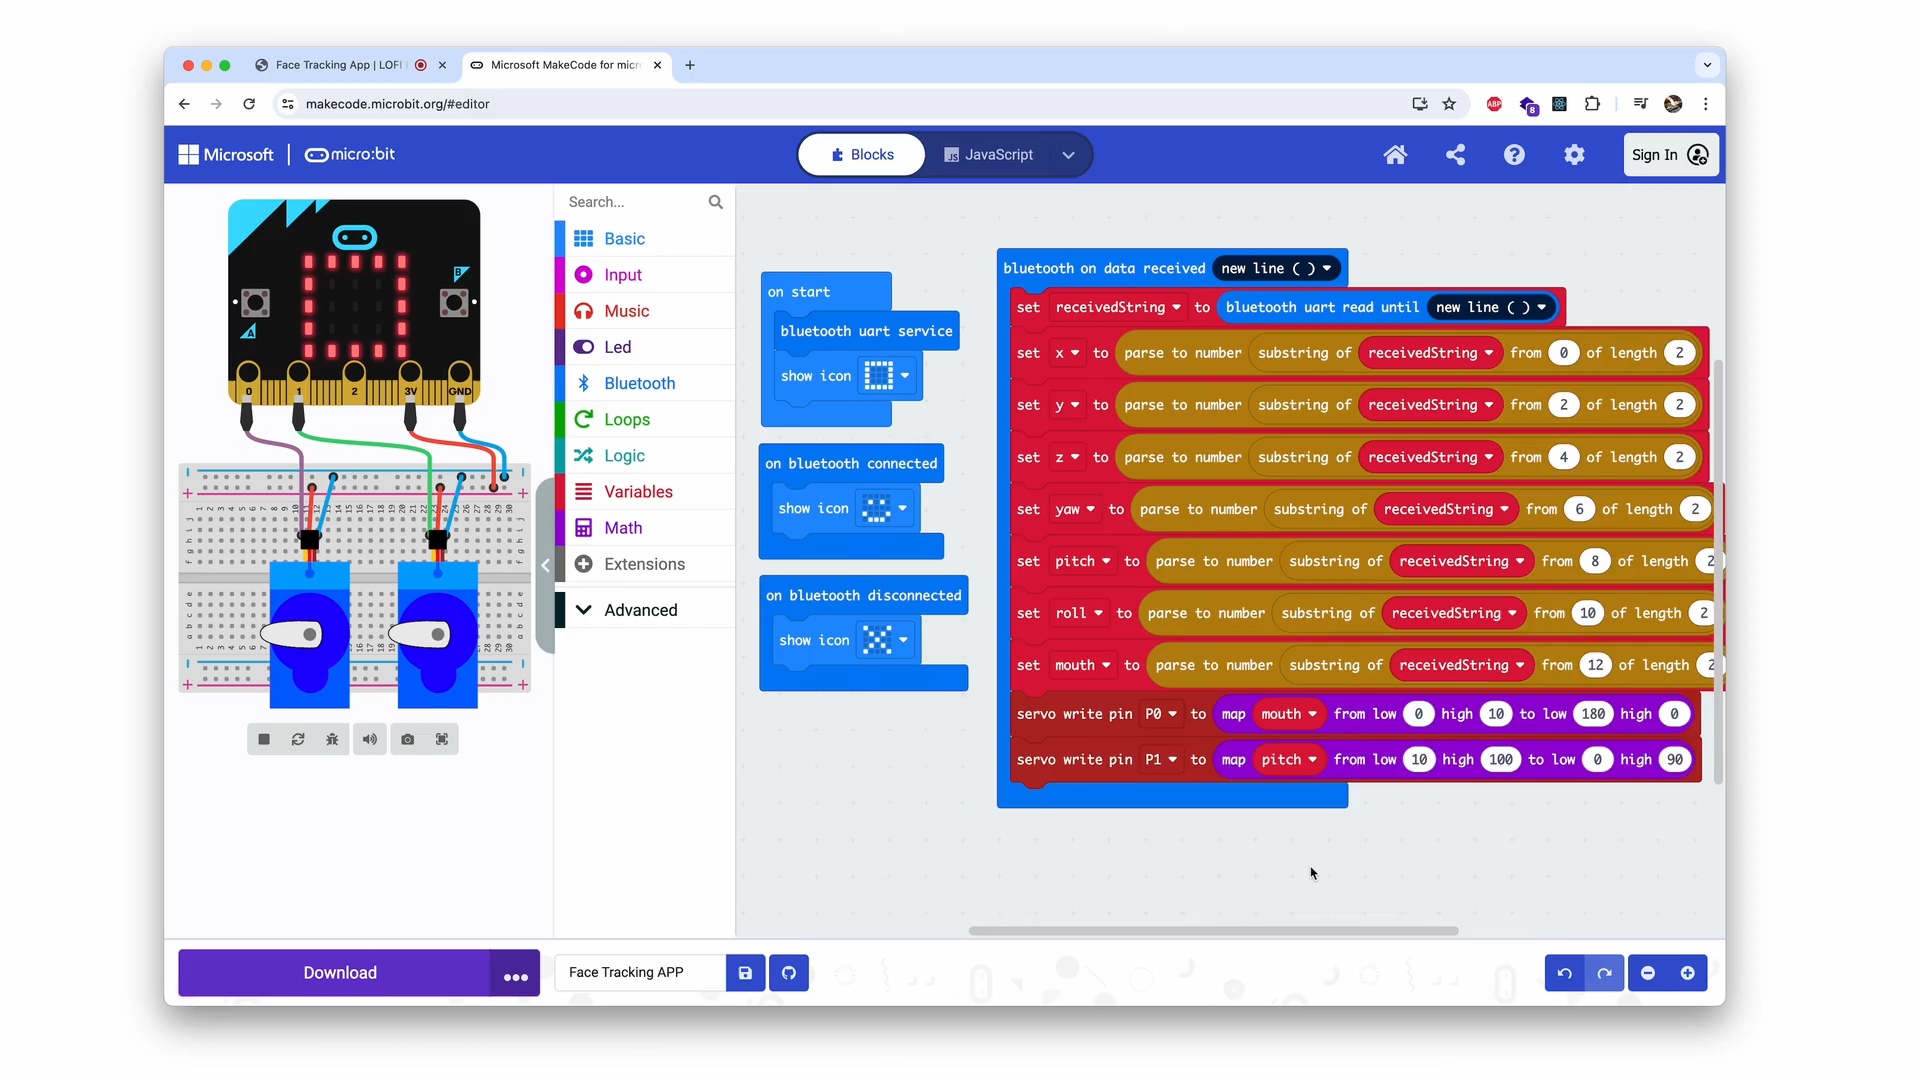 Face Tracking App | LOFI
Microsoft MakeCode for micr
makecode.microbit.org/#editor
ABP
8
Microsoft | micro:bit
Blocks
JS JavaScript
Sign In
Search...
Basic
Input
Music
Led
Bluetooth
Loops
Logic
Variables
Math
Extensions
Advanced
A
B
0 1 2 3V GND
on start
bluetooth uart service
show icon
on bluetooth connected
show icon
on bluetooth disconnected
show icon
bluetooth on data received new line ( )
set receivedString to bluetooth uart read until new line ( )
set x to parse to number substring of receivedString from 0 of length 2
set y to parse to number substring of receivedString from 2 of length 2
set z to parse to number substring of receivedString from 4 of length 2
set yaw to parse to number substring of receivedString from 6 of length 2
set pitch to parse to number substring of receivedString from 8 of length 2
set roll to parse to number substring of receivedString from 10 of length 2
set mouth to parse to number substring of receivedString from 12 of length 2
servo write pin P0 to map mouth from low 0 high 10 to low 180 high 0
servo write pin P1 to map pitch from low 10 high 100 to low 0 high 90
Download
Face Tracking APP